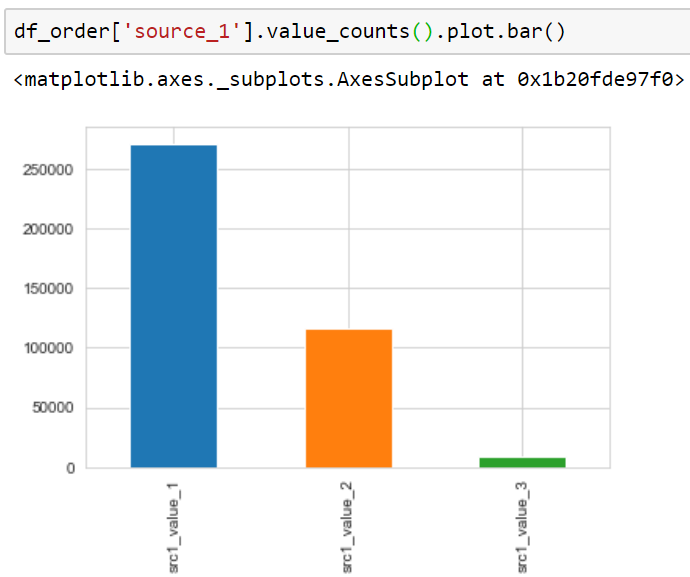 df_order['source_1'].value_counts().plot.bar()
<matplotlib.axes._subplots.AxesSubplot at 0x1b20fde97f0>
250000
200000
150000
100000
50000
0
src1_value_1
src1_value_2
src1_value_3